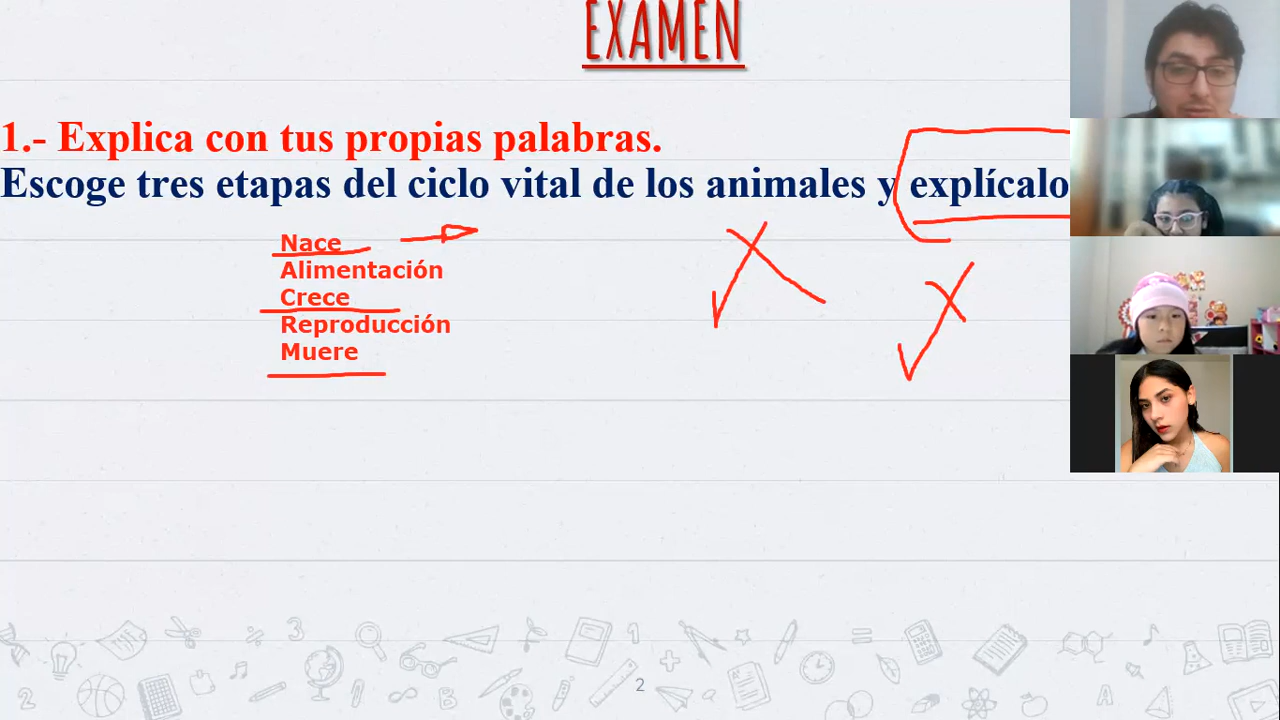 EXAMEN
1.- Explica con tus propias palabras.
Escoge tres etapas del ciclo vital de los animales y explícalo
Nace
Alimentación
Crece
Reproducción
Muere
2